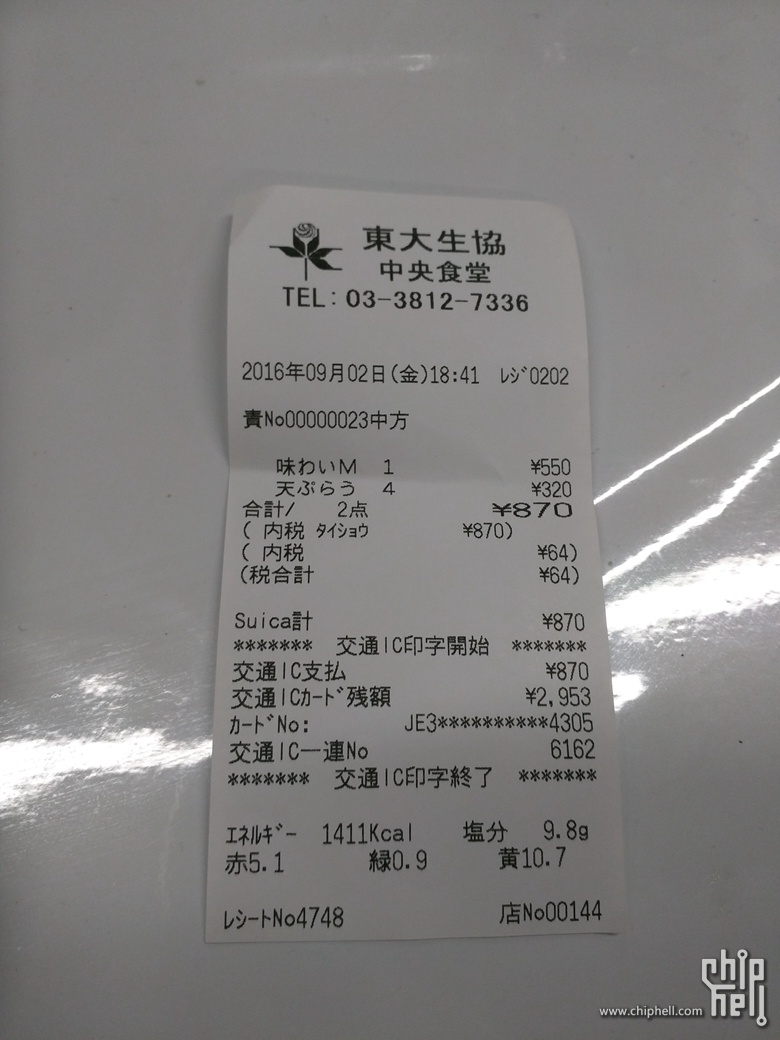 東大生協
中央食堂
TEL: 03-3812-7336
2016年09月02日(金)18:41 ﾚｼﾞ0202
責No00000023中方
味わいM 1 ¥550
天ぷらう 4 ¥320
合計/ 2点 ¥870
( 内税 ﾀｲｼｮｳ ¥870)
( 内税 ¥64)
(税合計 ¥64)
Suica計 ¥870
******* 交通IC印字開始 *******
交通IC支払 ¥870
交通ICｶｰﾄﾞ残額 ¥2,953
ｶｰﾄﾞNo: JE3**********4305
交通IC一連No 6162
******* 交通IC印字終了 *******
ｴﾈﾙｷﾞｰ 1411Kcal 塩分 9.8g
赤5.1 緑0.9 黄10.7
ﾚｼｰﾄNo4748 店No00144
chip hell
www.chiphell.com